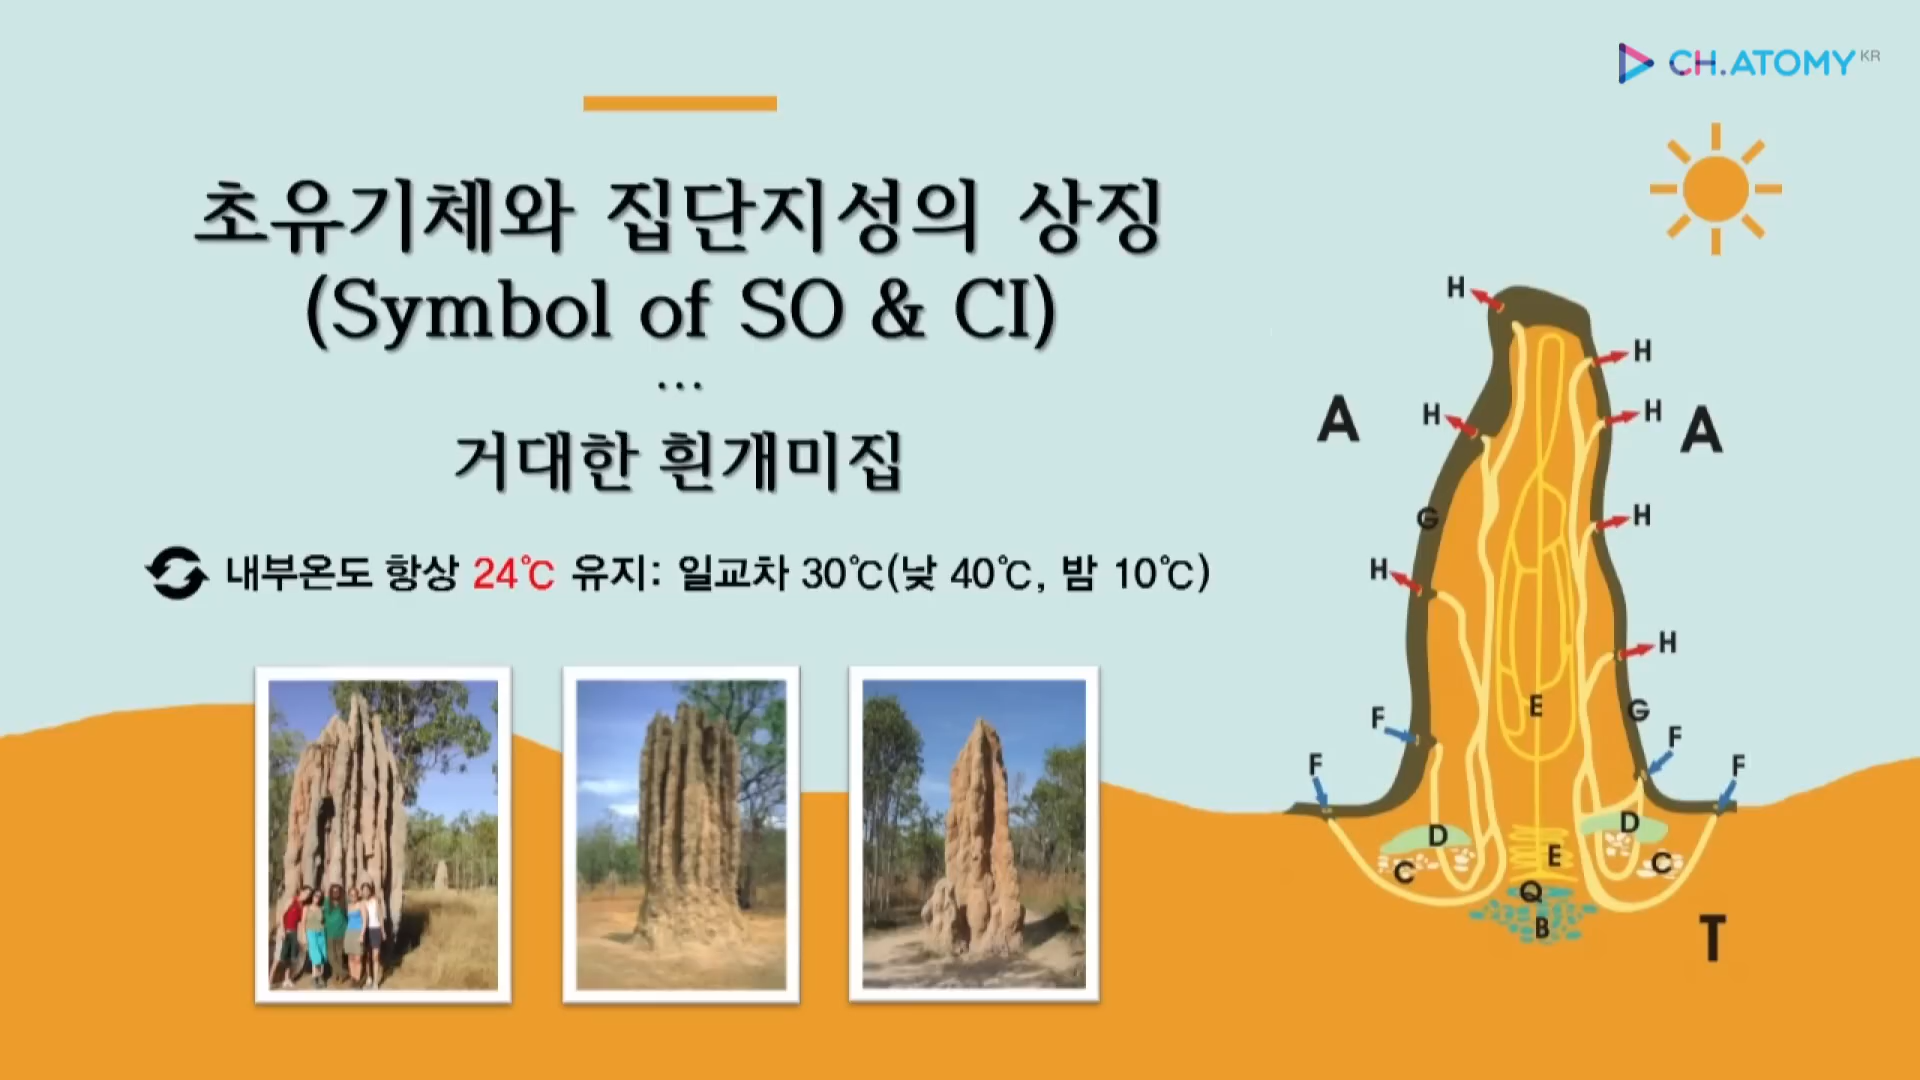 CH.ATOMY KR
초유기체와 집단지성의 상징
(Symbol of SO & CI)
...
거대한 흰개미집
내부온도 항상 24℃ 유지: 일교차 30℃(낮 40℃, 밤 10℃)
H
H
H
H
A
A
H
G
H
H
E
G
F
F
F
F
D
D
E
C
C
Q
B
T